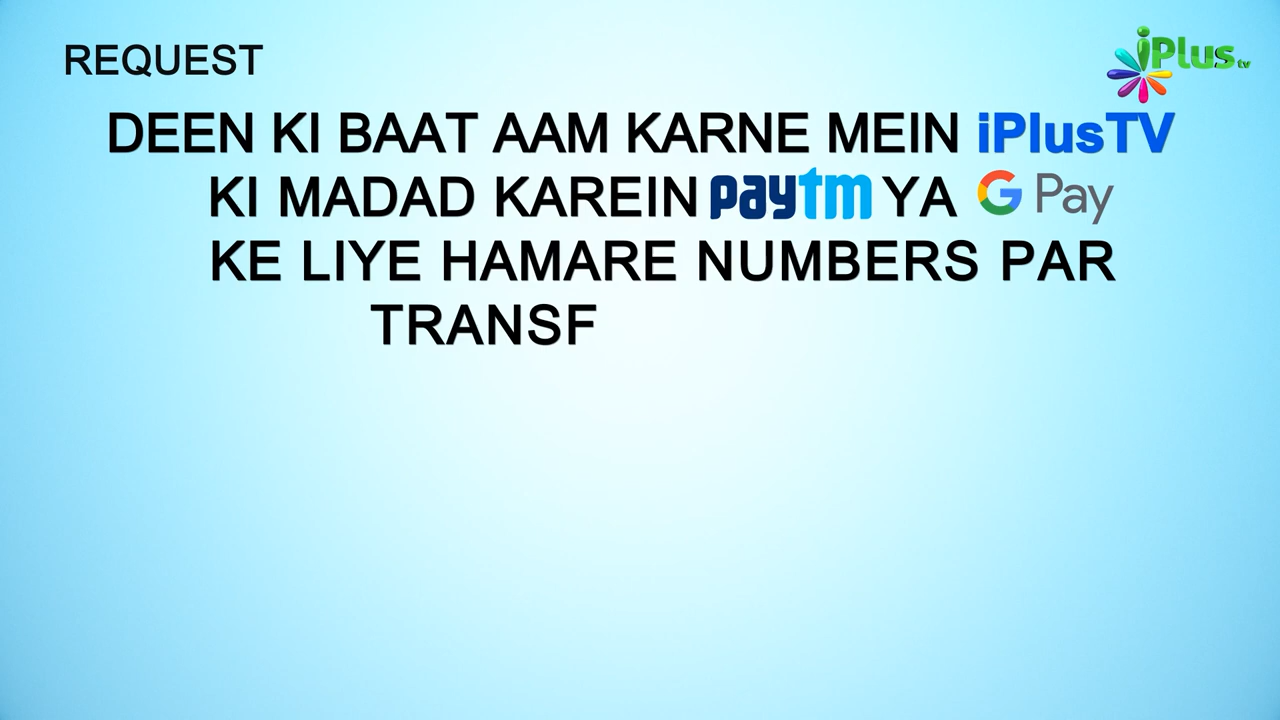 REQUEST
iPlus tv
DEEN KI BAAT AAM KARNE MEIN iPlusTV
KI MADAD KAREIN paytm YA G Pay
KE LIYE HAMARE NUMBERS PAR
TRANSF